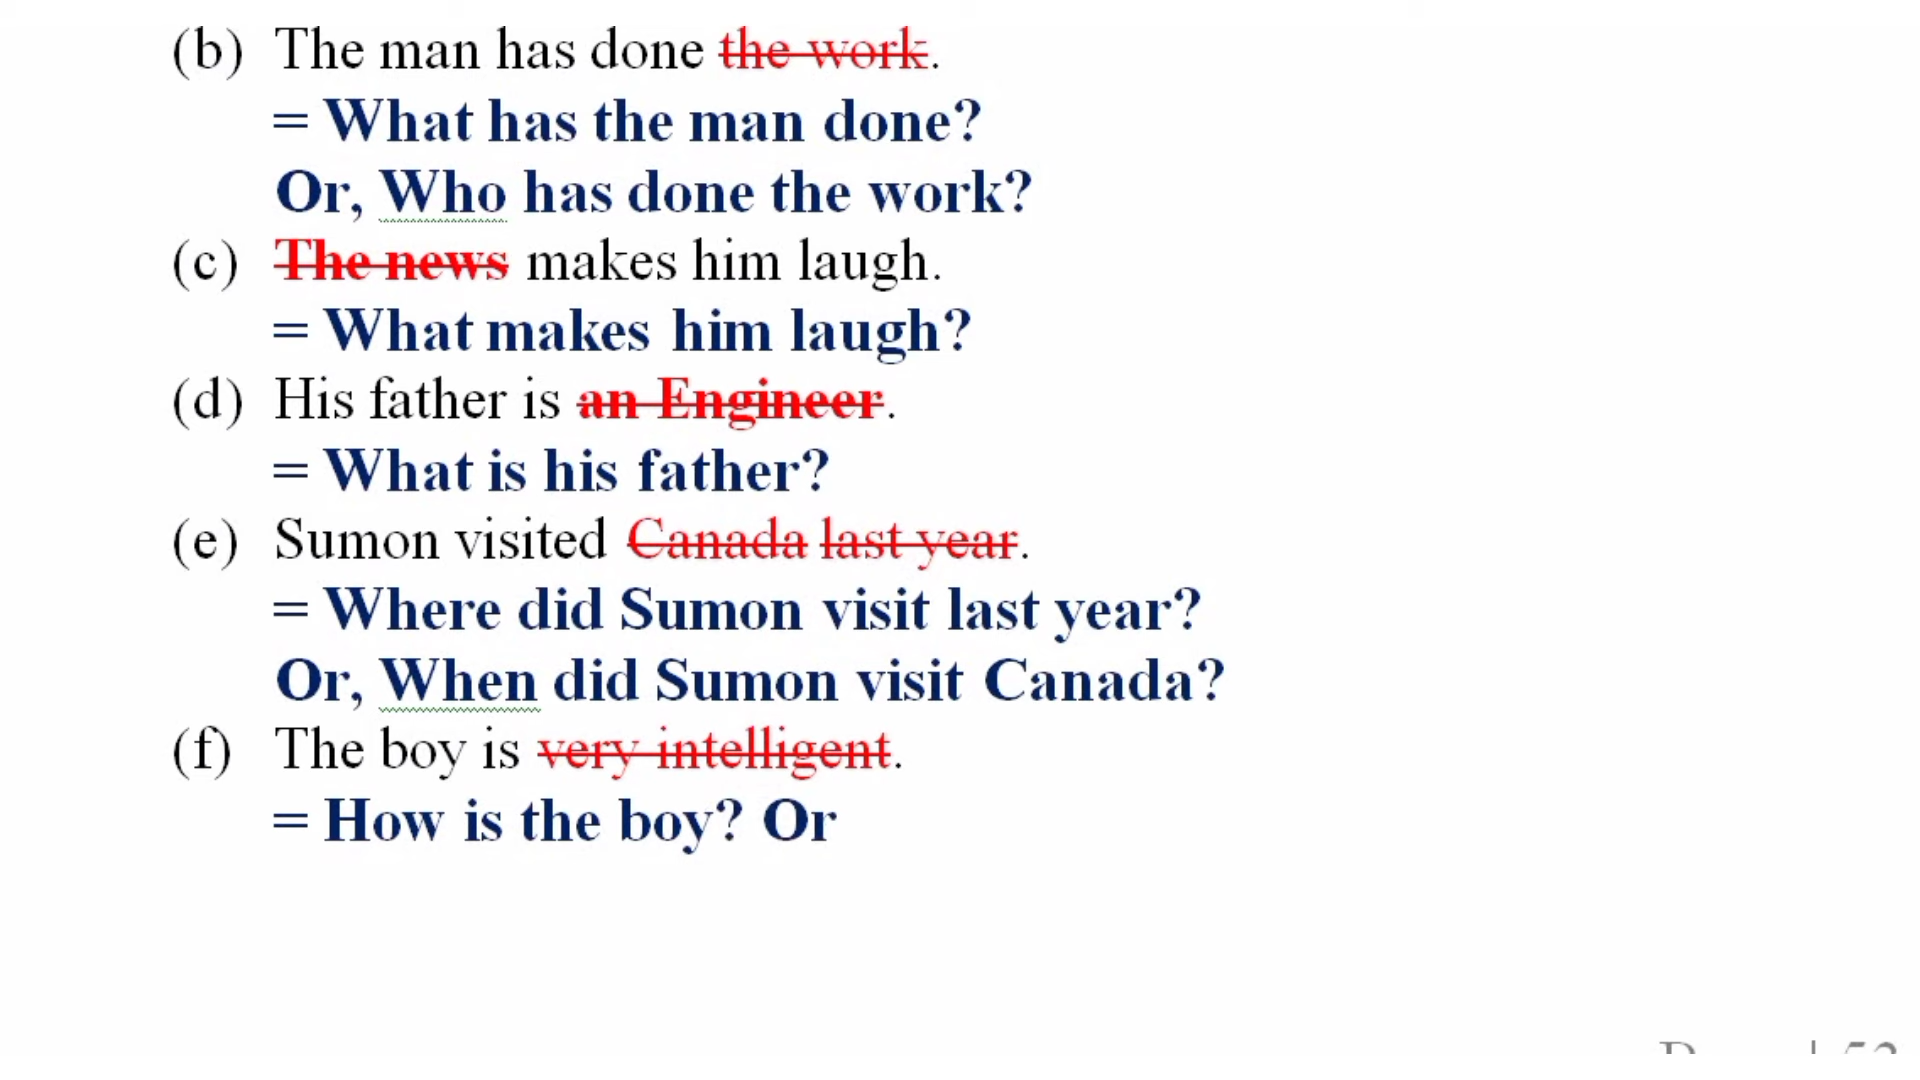 (b) The man has done the work.
= What has the man done?
Or, Who has done the work?
(c) The news makes him laugh.
= What makes him laugh?
(d) His father is an Engineer.
= What is his father?
(e) Sumon visited Canada last year.
= Where did Sumon visit last year?
Or, When did Sumon visit Canada?
(f) The boy is very intelligent.
= How is the boy? Or